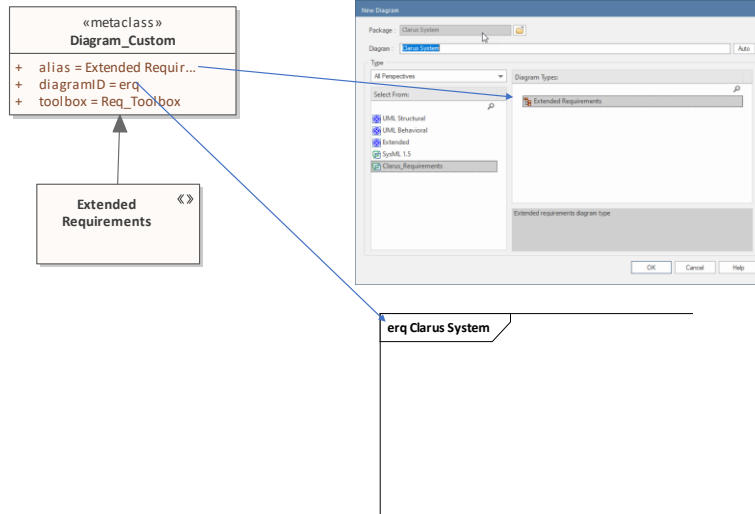 «metaclass»
Diagram_Custom
+ alias = Extended Requir...
+ diagramID = erq
+ toolbox = Req_Toolbox
Extended
Requirements
«»
New Diagram
Package : Clarus System
Diagram : Clarus System
Auto
Type
All Perspectives
Select From:
UML Structural
UML Behavioral
Extended
SysML 1.5
Clarus_Requirements
Diagram Types:
Extended Requirements
Extended requirements diagram type
OK Cancel Help
erq Clarus System